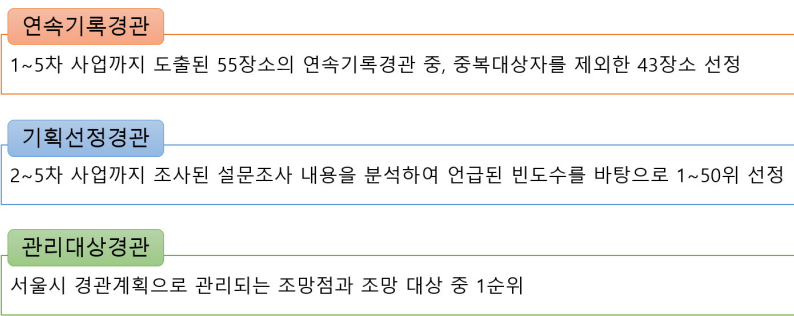 연속기록경관
1~5차 사업까지 도출된 55장소의 연속기록경관 중, 중복대상자를 제외한 43장소 선정
기획선정경관
2~5차 사업까지 조사된 설문조사 내용을 분석하여 언급된 빈도수를 바탕으로 1~50위 선정
관리대상경관
서울시 경관계획으로 관리되는 조망점과 조망 대상 중 1순위